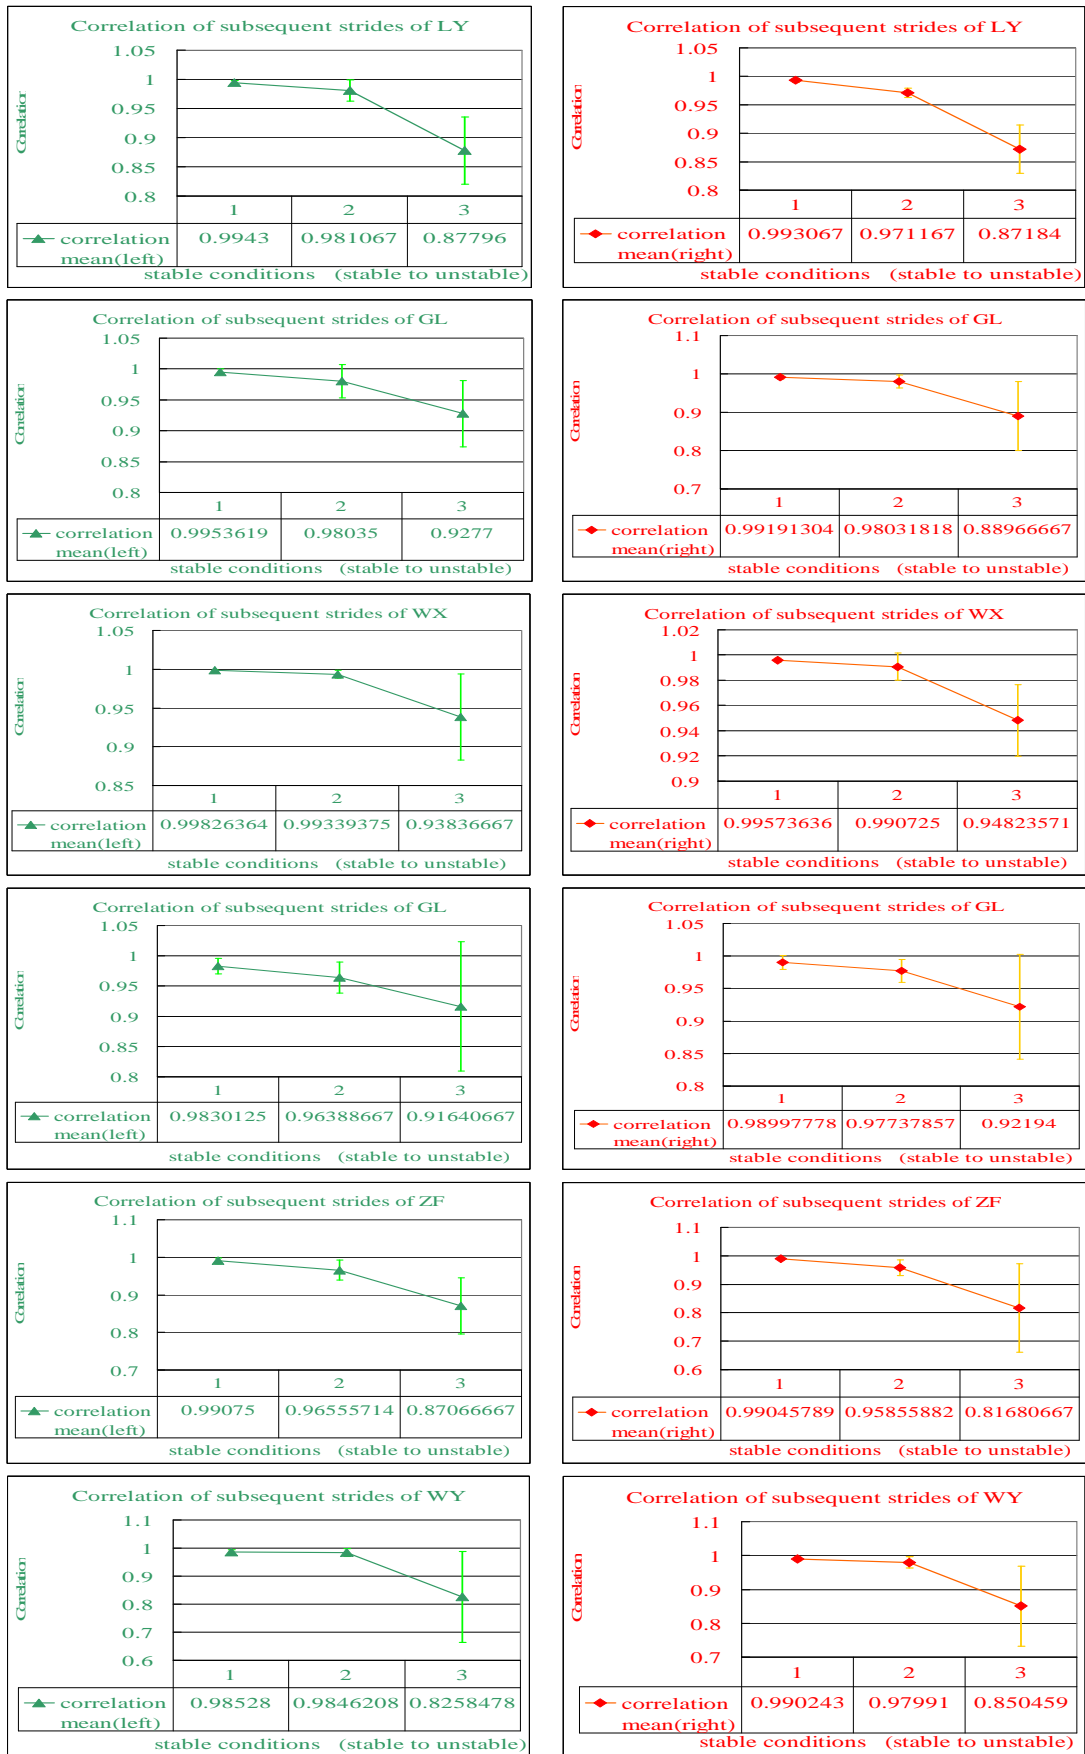 Correlation of subsequent strides of LY
1.05
1
0.95
0.9
0.85
0.8
Correlation
1 2 3
correlation mean(left) 0.9943 0.981067 0.87796
stable conditions (stable to unstable)
Correlation of subsequent strides of LY
1.05
1
0.95
0.9
0.85
0.8
Correlation
1 2 3
correlation mean(right) 0.993067 0.971167 0.87184
stable conditions (stable to unstable)
Correlation of subsequent strides of GL
1.05
1
0.95
0.9
0.85
0.8
Correlation
1 2 3
correlation mean(left) 0.9953619 0.98035 0.9277
stable conditions (stable to unstable)
Correlation of subsequent strides of GL
1.1
1
0.9
0.8
0.7
Correlation
1 2 3
correlation mean(right) 0.99191304 0.98031818 0.88966667
stable conditions (stable to unstable)
Correlation of subsequent strides of WX
1.05
1
0.95
0.9
0.85
Correlation
1 2 3
correlation mean(left) 0.99826364 0.99339375 0.93836667
stable conditions (stable to unstable)
Correlation of subsequent strides of WX
1.02
1
0.98
0.96
0.94
0.92
0.9
Correlation
1 2 3
correlation mean(right) 0.99573636 0.990725 0.94823571
stable conditions (stable to unstable)
Correlation of subsequent strides of GL
1.05
1
0.95
0.9
0.85
0.8
Correlation
1 2 3
correlation mean(left) 0.9830125 0.96388667 0.91640667
stable conditions (stable to unstable)
Correlation of subsequent strides of GL
1.05
1
0.95
0.9
0.85
0.8
Correlation
1 2 3
correlation mean(right) 0.98997778 0.97737857 0.92194
stable conditions (stable to unstable)
Correlation of subsequent strides of ZF
1.1
1
0.9
0.8
0.7
Correlation
1 2 3
correlation mean(left) 0.99075 0.96555714 0.87066667
stable conditions (stable to unstable)
Correlation of subsequent strides of ZF
1.1
1
0.9
0.8
0.7
0.6
Correlation
1 2 3
correlation mean(right) 0.99045789 0.95855882 0.81680667
stable conditions (stable to unstable)
Correlation of subsequent strides of WY
1.1
1
0.9
0.8
0.7
0.6
Correlation
1 2 3
correlation mean(left) 0.98528 0.9846208 0.8258478
stable conditions (stable to unstable)
Correlation of subsequent strides of WY
1.1
1
0.9
0.8
0.7
Correlation
1 2 3
correlation mean(right) 0.990243 0.97991 0.850459
stable conditions (stable to unstable)